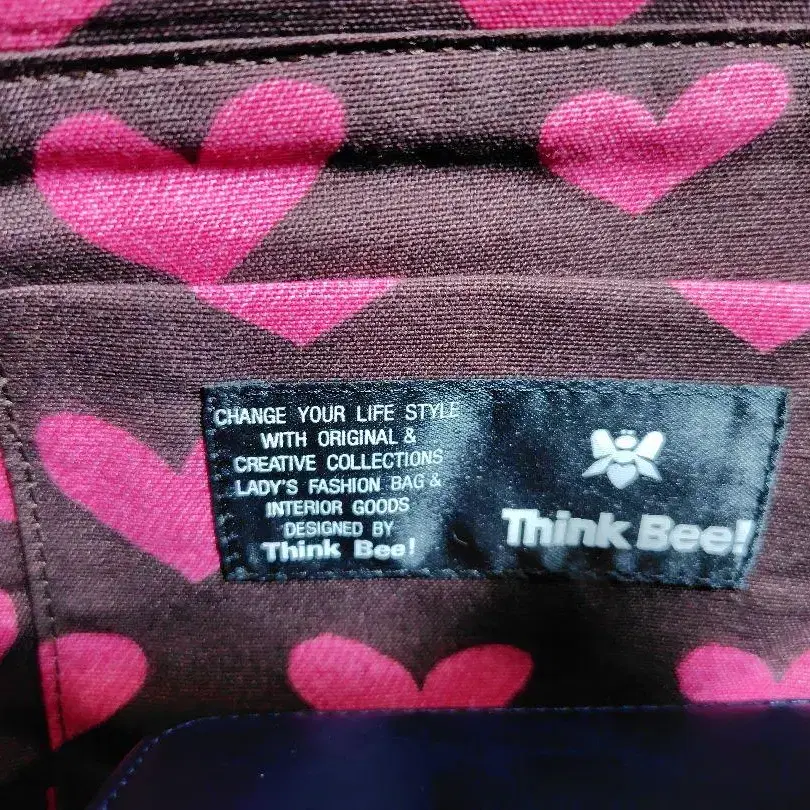 CHANGE YOUR LIFE STYLE
WITH ORIGINAL &
CREATIVE COLLECTIONS
LADY'S FASHION BAG &
INTERIOR GOODS
DESIGNED BY
Think Bee!
Think Bee!